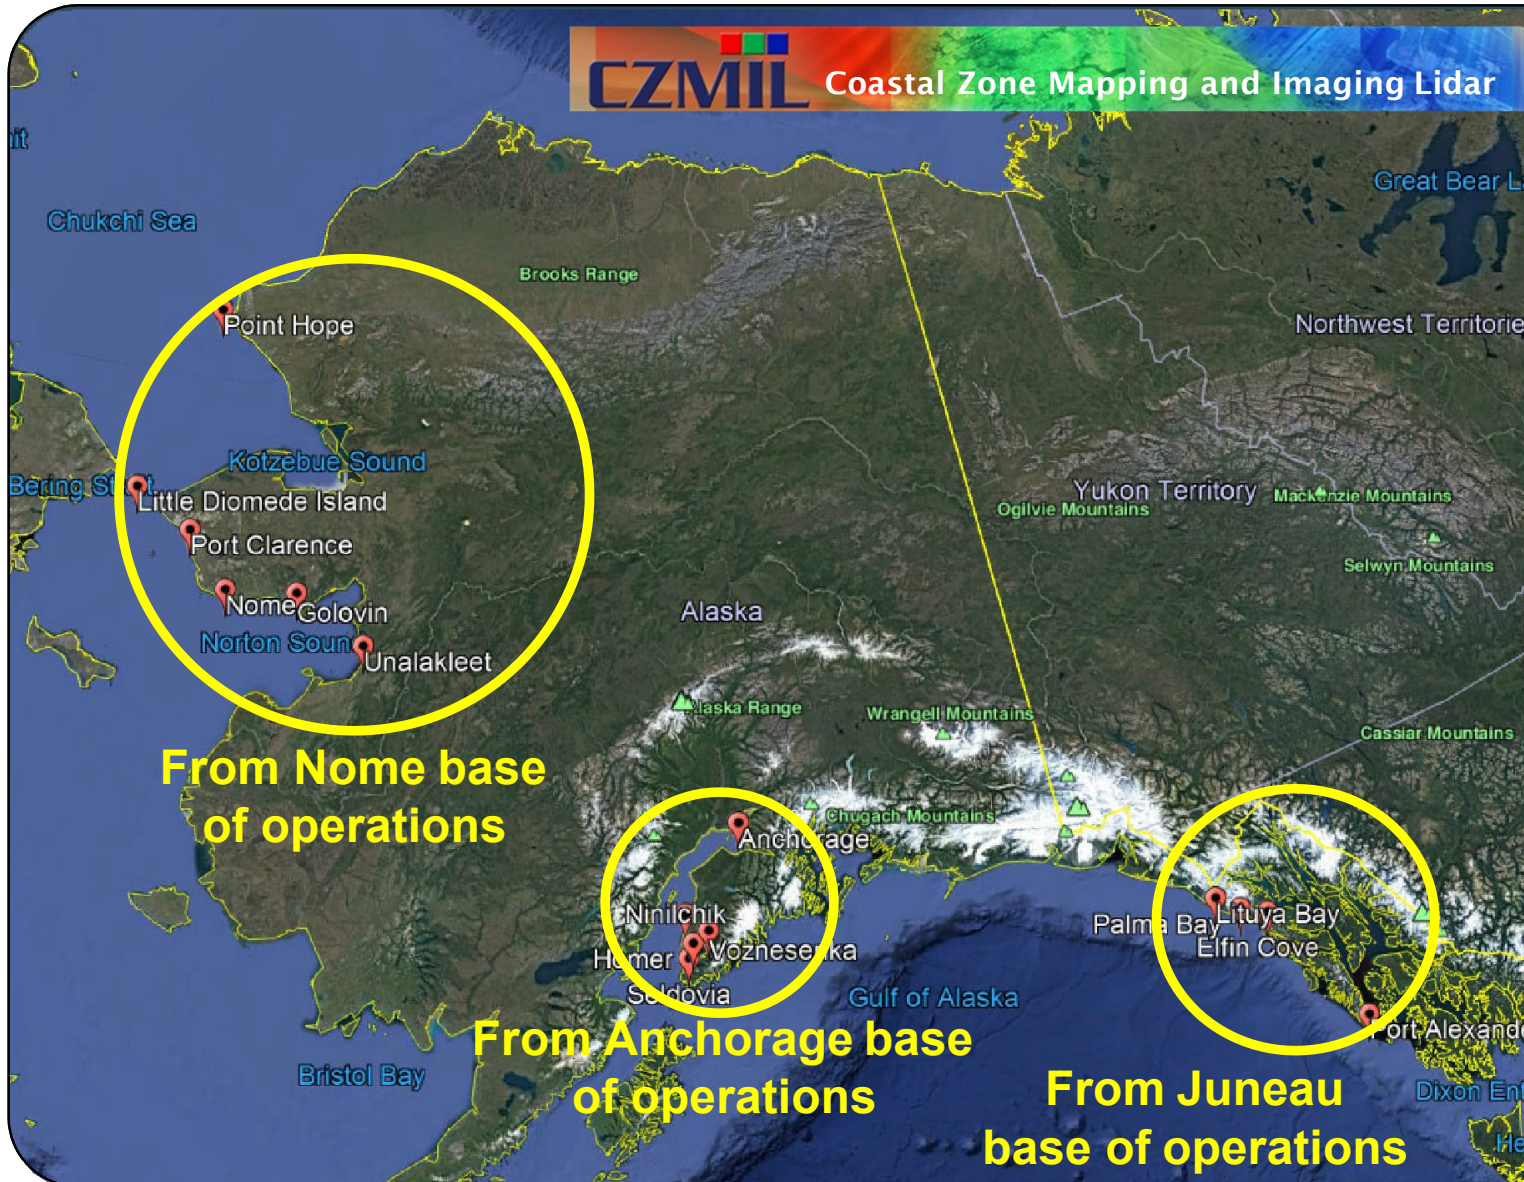 CZMIL Coastal Zone Mapping and Imaging Lidar
Great Bear L
Chukchi Sea
Brooks Range
Point Hope
Northwest Territorie
Kotzebue Sound
Bering St t
Little Diomede Island
Yukon Territory
Mackenzie Mountains
Ogilvie Mountains
Port Clarence
Selwyn Mountains
Nome
Golovin
Alaska
Norton Soun
Unalakleet
laska Range
Wrangell Mountains
Cassiar Mountains
From Nome base
of operations
Chugach Mountains
Anchorage
Ninilchik
Lituya Bay
Palma Bay
Elfin Cove
Voznesenka
Homer
Seldovia
Gulf of Alaska
Port Alexande
From Anchorage base
of operations
Bristol Bay
From Juneau
base of operations
Dixon Ent
He